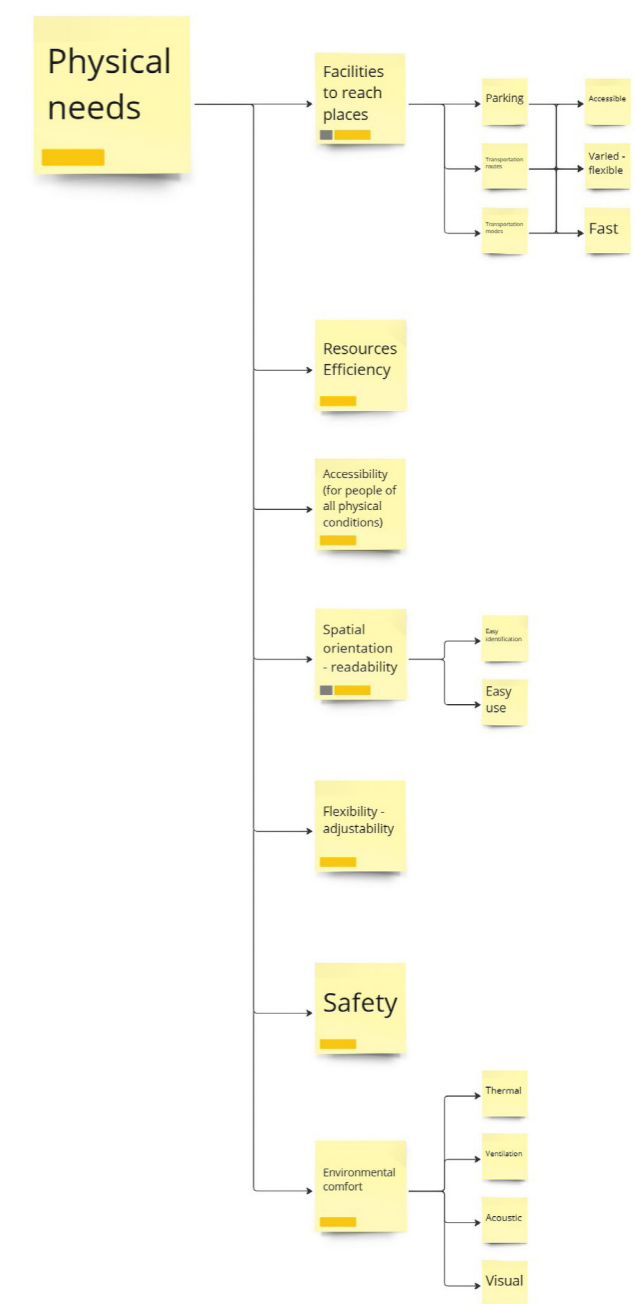 Physical
needs
Facilities
to reach
places
Parking
Accessible
Transportation
routes
Varied -
flexible
Transportation
modes
Fast
Resources
Efficiency
Accessibility
(for people of
all physical
conditions)
Spatial
orientation
- readability
Easy
identification
Easy
use
Flexibility -
adjustability
Safety
Environmental
comfort
Thermal
Ventilation
Acoustic
Visual